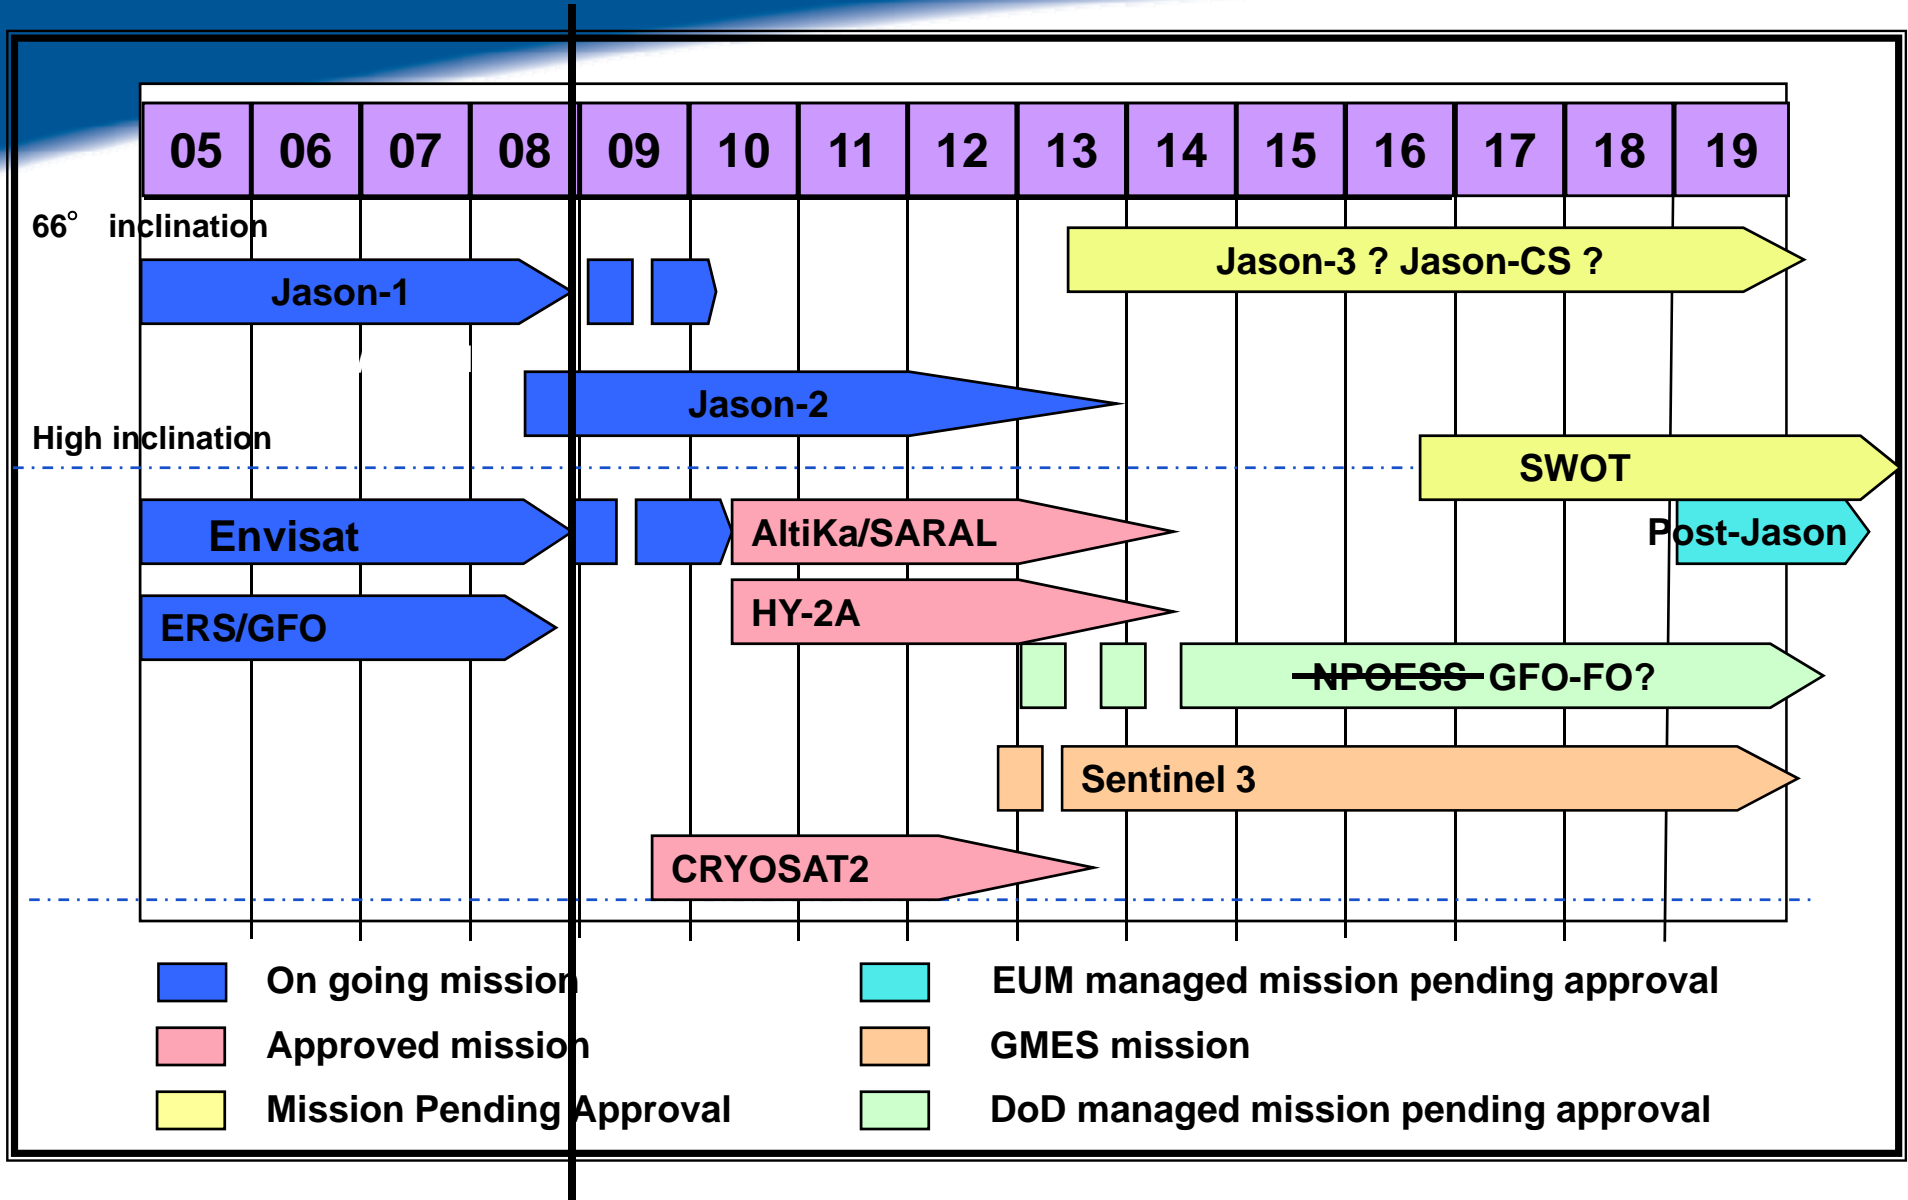 05 06 07 08 09 10 11 12 13 14 15 16 17 18 19
66° inclination
Jason-3 ? Jason-CS ?
Jason-1
Jason-2
High inclination
SWOT
Envisat
AltiKa/SARAL
Post-Jason
HY-2A
ERS/GFO
NPOESS GFO-FO?
Sentinel 3
CRYOSAT2
On going mission
EUM managed mission pending approval
Approved mission
GMES mission
Mission Pending Approval
DoD managed mission pending approval